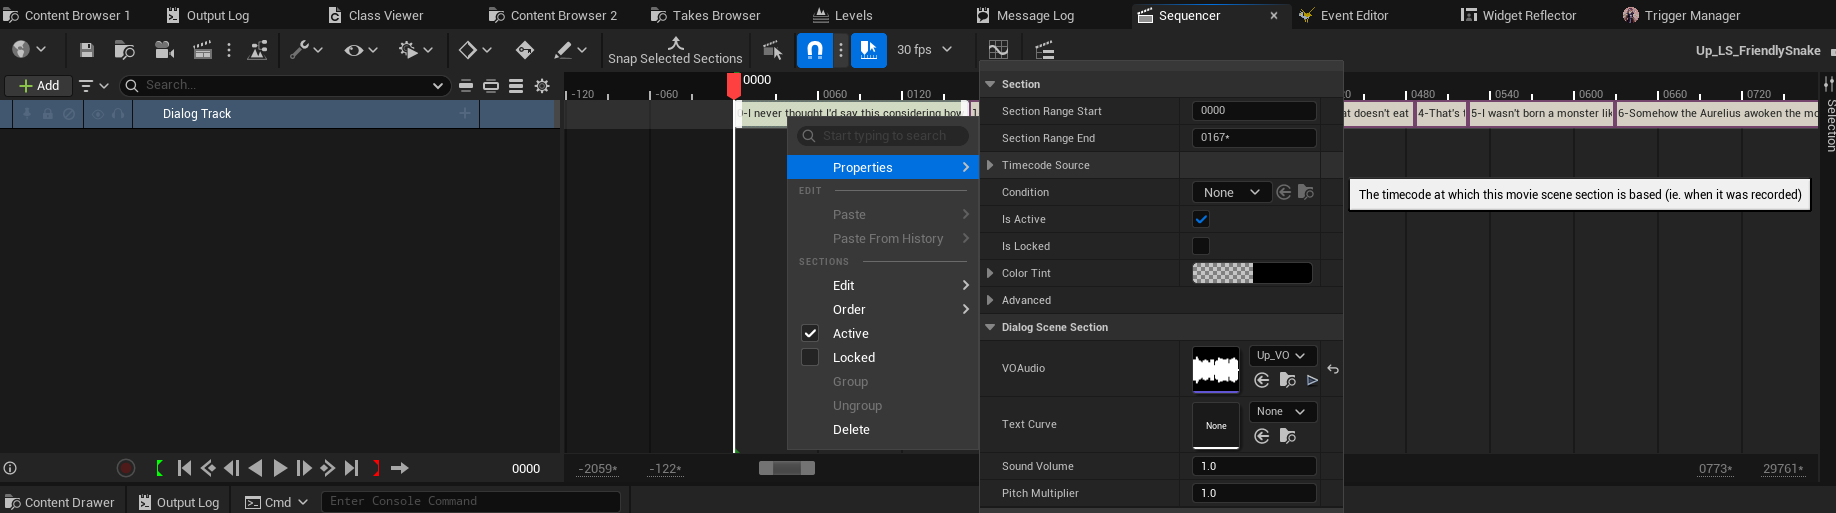 Content Browser 1
Output Log
Class Viewer
Content Browser 2
Takes Browser
Levels
Message Log
Sequencer
Event Editor
Widget Reflector
Trigger Manager
Snap Selected Sections
30 fps
Up_LS_FriendlySnake
Add
Search...
-120
-060
0000
0060
0120
0480
0540
0600
0660
0720
Selection
Dialog Track
0-I never thought I'd say this considering
at doesn't eat
4-That's
5-I wasn't born a monster lik
6-Somehow the Aurelius awoken the mo
Start typing to search
Properties
EDIT
Paste
Paste From History
SECTIONS
Edit
Order
Active
Locked
Group
Ungroup
Delete
Section
Section Range Start
0000
Section Range End
0167*
Timecode Source
Condition
None
Is Active
Is Locked
Color Tint
Advanced
Dialog Scene Section
VOAudio
Up_VO
Text Curve
None
None
Sound Volume
1.0
Pitch Multiplier
1.0
The timecode at which this movie scene section is based (ie. when it was recorded)
0000
-2059*
-122*
0773*
29761*
Content Drawer
Output Log
Cmd
Enter Console Command